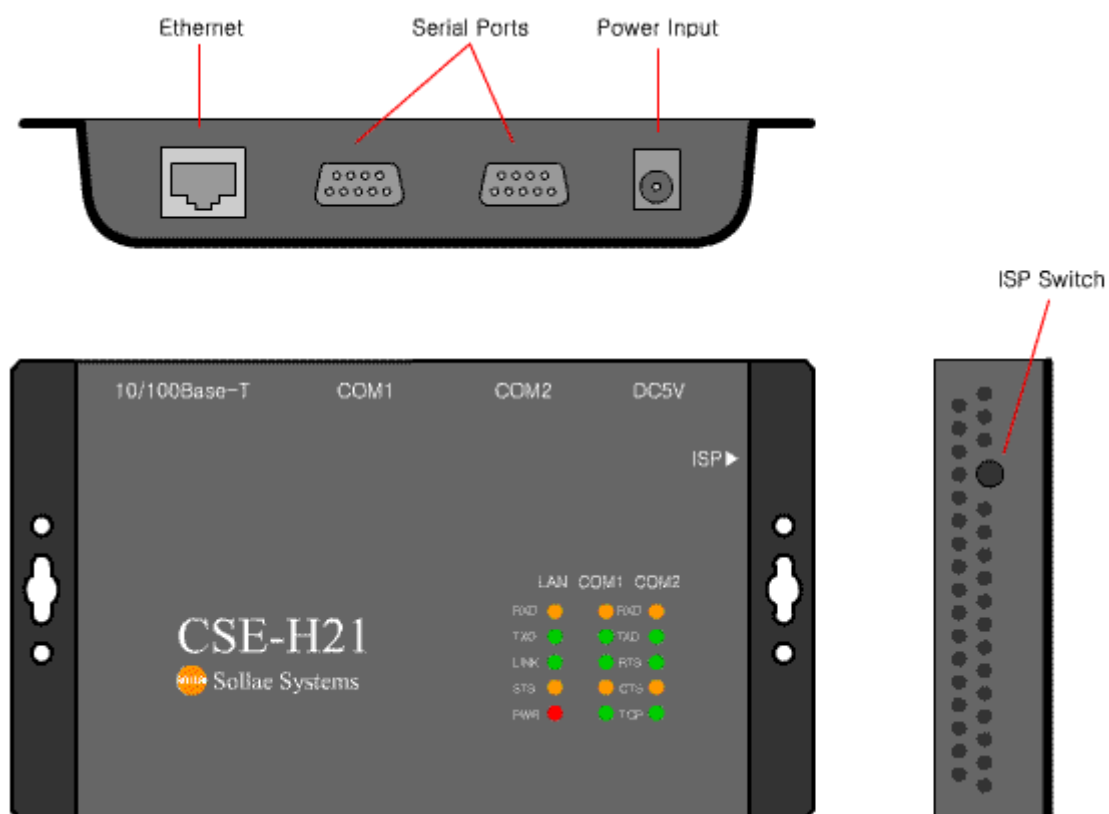 Ethernet Serial Ports Power Input
ISP Switch
10/100Base-T COM1 COM2 DC5V
ISP▶
LAN COM1 COM2
RXD RXD
TXD TXD
LINK RTS
STS CTS
PWR TCP
CSE-H21
Sollae Systems